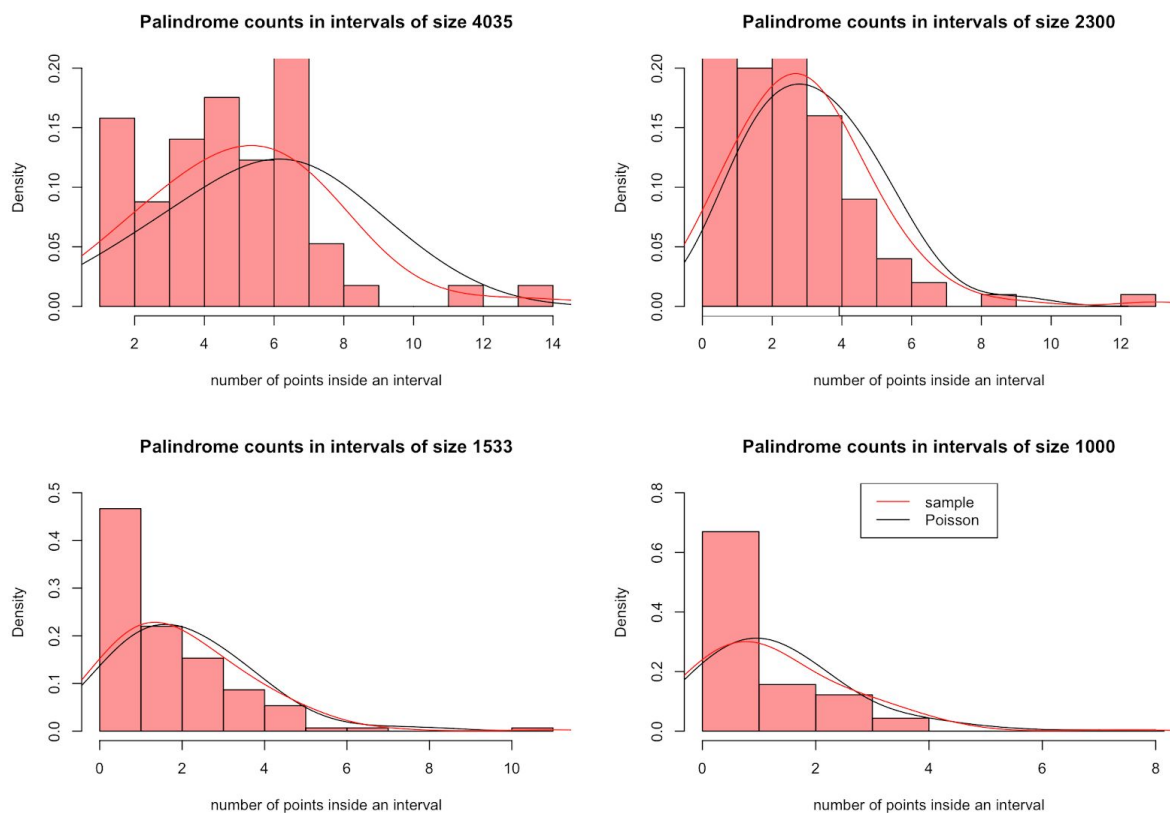 Palindrome counts in intervals of size 4035
Density
0.00 0.05 0.10 0.15 0.20
2 4 6 8 10 12 14
number of points inside an interval
Palindrome counts in intervals of size 2300
Density
0.00 0.05 0.10 0.15 0.20
0 2 4 6 8 10 12
number of points inside an interval
Palindrome counts in intervals of size 1533
Density
0.0 0.1 0.2 0.3 0.4 0.5
0 2 4 6 8 10
number of points inside an interval
Palindrome counts in intervals of size 1000
sample
Poisson
Density
0.0 0.2 0.4 0.6 0.8
0 2 4 6 8
number of points inside an interval